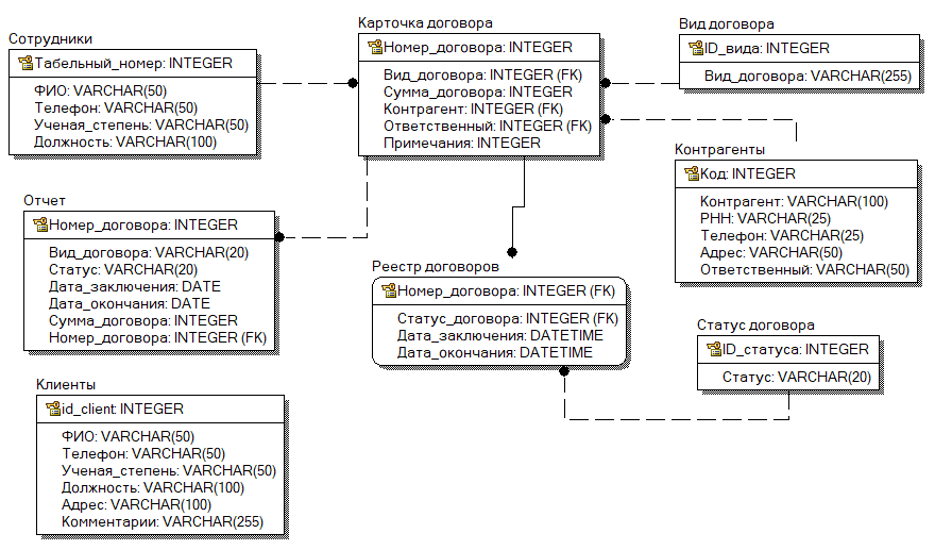 Сотрудники
Табельный_номер: INTEGER
ФИО: VARCHAR(50)
Телефон: VARCHAR(50)
Ученая_степень: VARCHAR(50)
Должность: VARCHAR(100)
Карточка договора
Номер_договора: INTEGER
Вид_договора: INTEGER (FK)
Сумма_договора: INTEGER
Контрагент: INTEGER (FK)
Ответственный: INTEGER (FK)
Примечания: INTEGER
Вид договора
ID_вида: INTEGER
Вид_договора: VARCHAR(255)
Контрагенты
Код: INTEGER
Контрагент: VARCHAR(100)
РНН: VARCHAR(25)
Телефон: VARCHAR(25)
Адрес: VARCHAR(50)
Ответственный: VARCHAR(50)
Отчет
Номер_договора: INTEGER
Вид_договора: VARCHAR(20)
Статус: VARCHAR(20)
Дата_заключения: DATE
Дата_окончания: DATE
Сумма_договора: INTEGER
Номер_договора: INTEGER (FK)
Реестр договоров
Номер_договора: INTEGER (FK)
Статус_договора: INTEGER (FK)
Дата_заключения: DATETIME
Дата_окончания: DATETIME
Статус договора
ID_статуса: INTEGER
Статус: VARCHAR(20)
Клиенты
id_client: INTEGER
ФИО: VARCHAR(50)
Телефон: VARCHAR(50)
Ученая_степень: VARCHAR(50)
Должность: VARCHAR(100)
Адрес: VARCHAR(100)
Комментарии: VARCHAR(255)